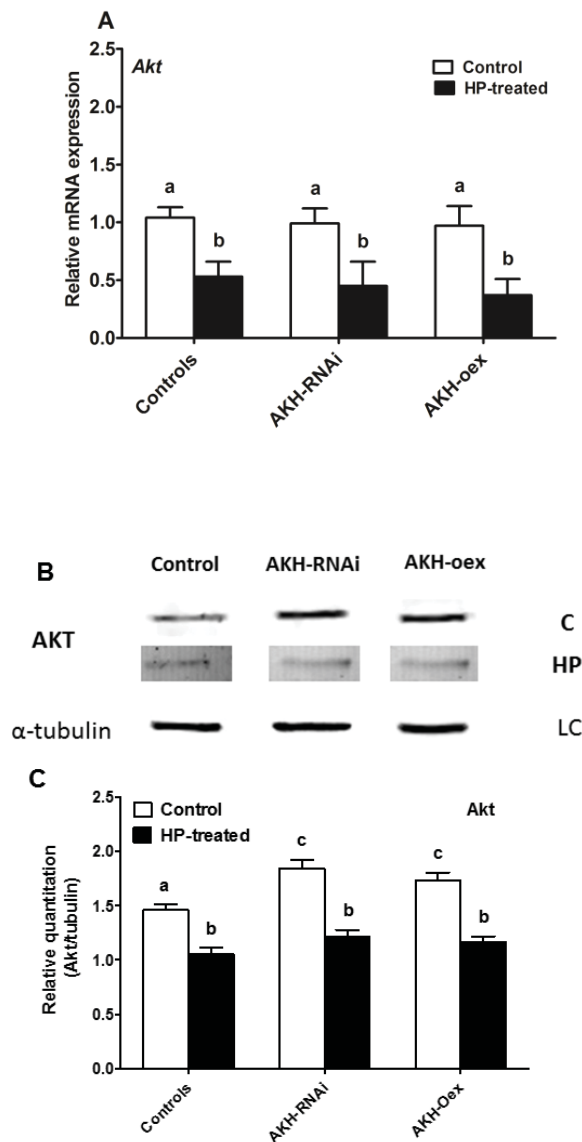 A
Akt
Control
HP-treated
Relative mRNA expression
2.5
2.0
1.5
1.0
0.5
0.0
a
b
a
b
a
b
Controls
AKH-RNAi
AKH-oex
B
Control
AKH-RNAi
AKH-oex
AKT
C
HP
α-tubulin
LC
C
Control
HP-treated
Akt
Relative quantitation
(Akt/tubulin)
2.5
2.0
1.5
1.0
0.5
0.0
a
b
c
b
c
b
Controls
AKH-RNAi
AKH-Oex